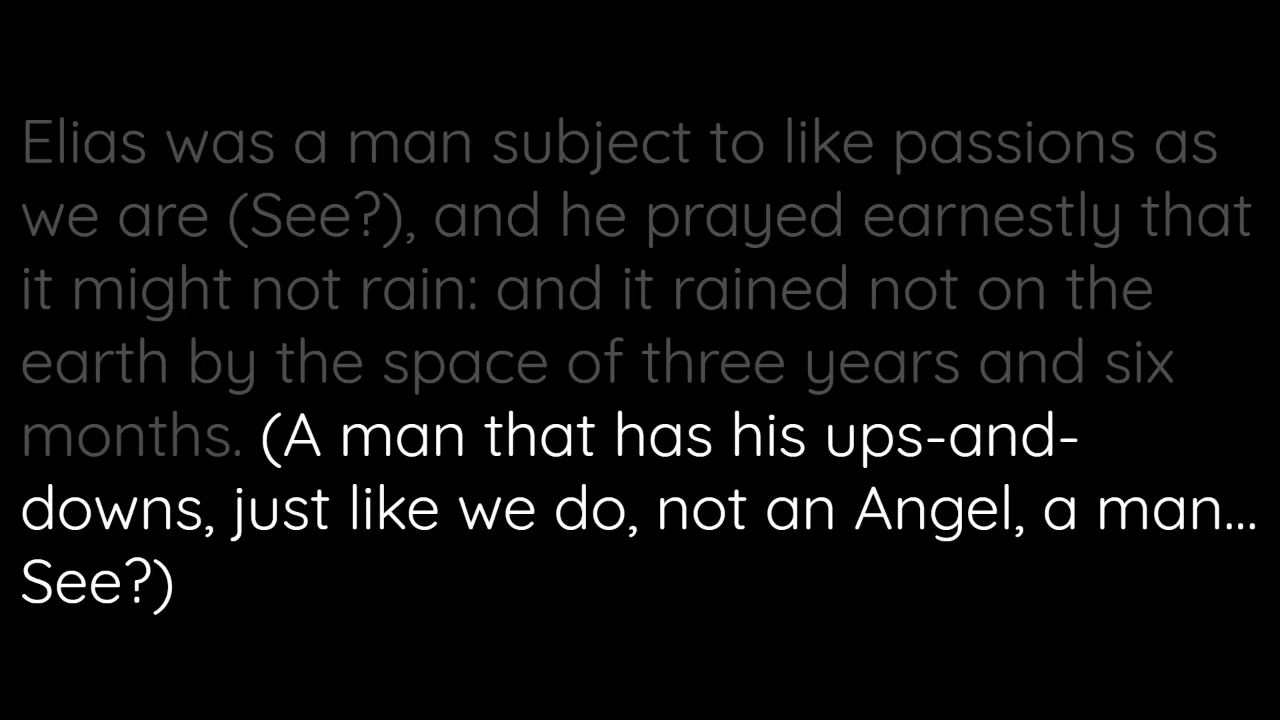 Elias was a man subject to like passions as
we are (See?), and he prayed earnestly that
it might not rain: and it rained not on the
earth by the space of three years and six
months. (A man that has his ups-and-
downs, just like we do, not an Angel, a man...
See?)